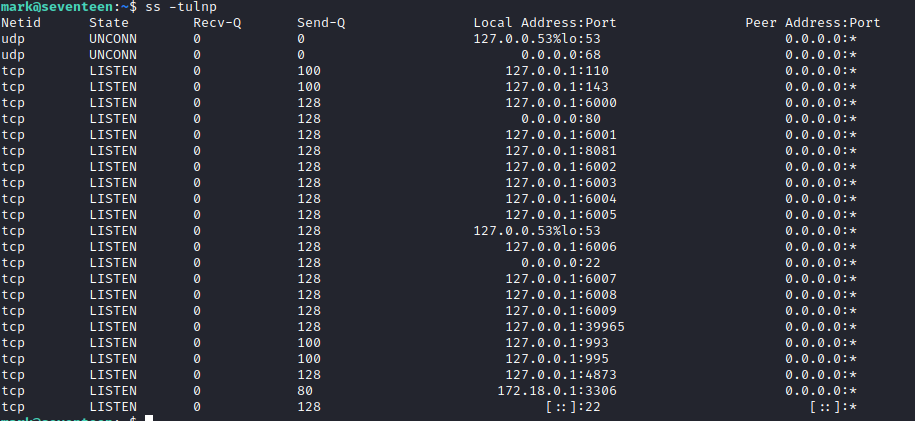 mark@seventeen:~$ ss -tulnp
Netid State Recv-Q Send-Q Local Address:Port Peer Address:Port
udp UNCONN 0 0 127.0.0.53%lo:53 0.0.0.0:*
udp UNCONN 0 0 0.0.0.0:68 0.0.0.0:*
tcp LISTEN 0 100 127.0.0.1:110 0.0.0.0:*
tcp LISTEN 0 100 127.0.0.1:143 0.0.0.0:*
tcp LISTEN 0 128 127.0.0.1:6000 0.0.0.0:*
tcp LISTEN 0 128 0.0.0.0:80 0.0.0.0:*
tcp LISTEN 0 128 127.0.0.1:6001 0.0.0.0:*
tcp LISTEN 0 128 127.0.0.1:8081 0.0.0.0:*
tcp LISTEN 0 128 127.0.0.1:6002 0.0.0.0:*
tcp LISTEN 0 128 127.0.0.1:6003 0.0.0.0:*
tcp LISTEN 0 128 127.0.0.1:6004 0.0.0.0:*
tcp LISTEN 0 128 127.0.0.1:6005 0.0.0.0:*
tcp LISTEN 0 128 127.0.0.53%lo:53 0.0.0.0:*
tcp LISTEN 0 128 127.0.0.1:6006 0.0.0.0:*
tcp LISTEN 0 128 0.0.0.0:22 0.0.0.0:*
tcp LISTEN 0 128 127.0.0.1:6007 0.0.0.0:*
tcp LISTEN 0 128 127.0.0.1:6008 0.0.0.0:*
tcp LISTEN 0 128 127.0.0.1:6009 0.0.0.0:*
tcp LISTEN 0 128 127.0.0.1:39965 0.0.0.0:*
tcp LISTEN 0 100 127.0.0.1:993 0.0.0.0:*
tcp LISTEN 0 100 127.0.0.1:995 0.0.0.0:*
tcp LISTEN 0 128 127.0.0.1:4873 0.0.0.0:*
tcp LISTEN 0 80 172.18.0.1:3306 0.0.0.0:*
tcp LISTEN 0 128 [::]:22 [::]:*
mark@seventeen:~$